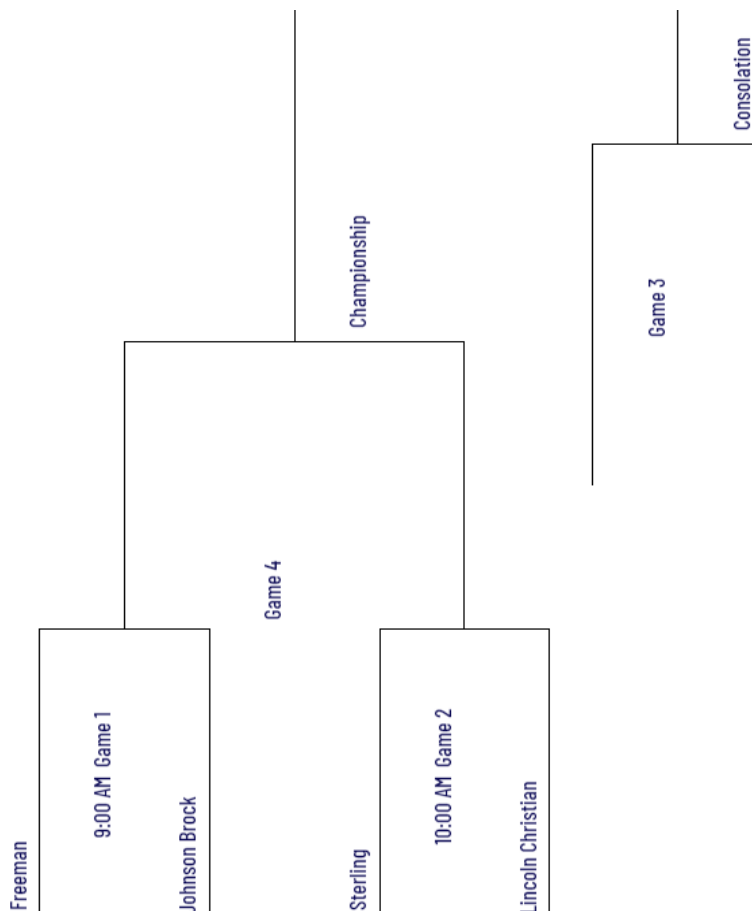 Freeman
9:00 AM Game 1
Johnson Brock
Game 4
Championship
Sterling
10:00 AM Game 2
Lincoln Christian
Game 3
Consolation